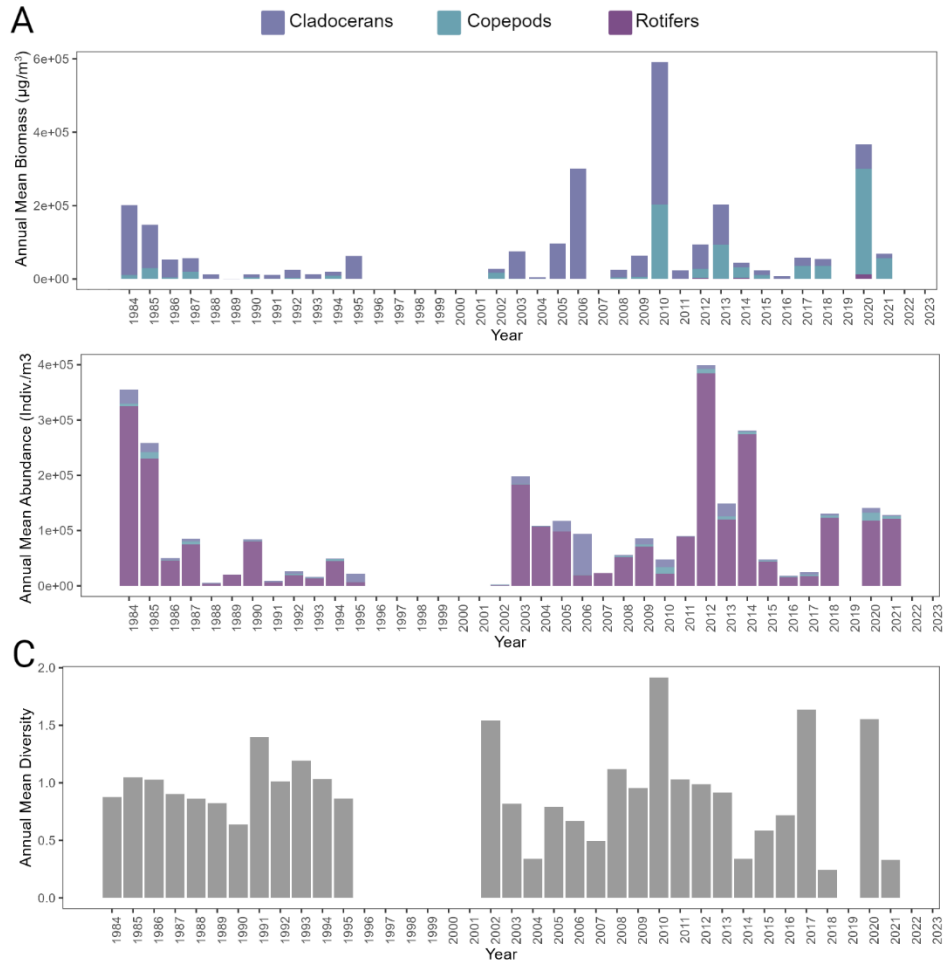 A
Cladocerans Copepods Rotifers
Annual Mean Biomass (µg/m³)
6e+05
4e+05
2e+05
0e+00
1984 1985 1986 1987 1988 1989 1990 1991 1992 1993 1994 1995 1996 1997 1998 1999 2000 2001 2002 2003 2004 2005 2006 2007 2008 2009 2010 2011 2012 2013 2014 2015 2016 2017 2018 2019 2020 2021 2022 2023
Year
Annual Mean Abundance (Indiv./m3
4e+05
3e+05
2e+05
1e+05
0e+00
1984 1985 1986 1987 1988 1989 1990 1991 1992 1993 1994 1995 1996 1997 1998 1999 2000 2001 2002 2003 2004 2005 2006 2007 2008 2009 2010 2011 2012 2013 2014 2015 2016 2017 2018 2019 2020 2021 2022 2023
Year
C
Annual Mean Diversity
2.0
1.5
1.0
0.5
0.0
1984 1985 1986 1987 1988 1989 1990 1991 1992 1993 1994 1995 1996 1997 1998 1999 2000 2001 2002 2003 2004 2005 2006 2007 2008 2009 2010 2011 2012 2013 2014 2015 2016 2017 2018 2019 2020 2021 2022 2023
Year